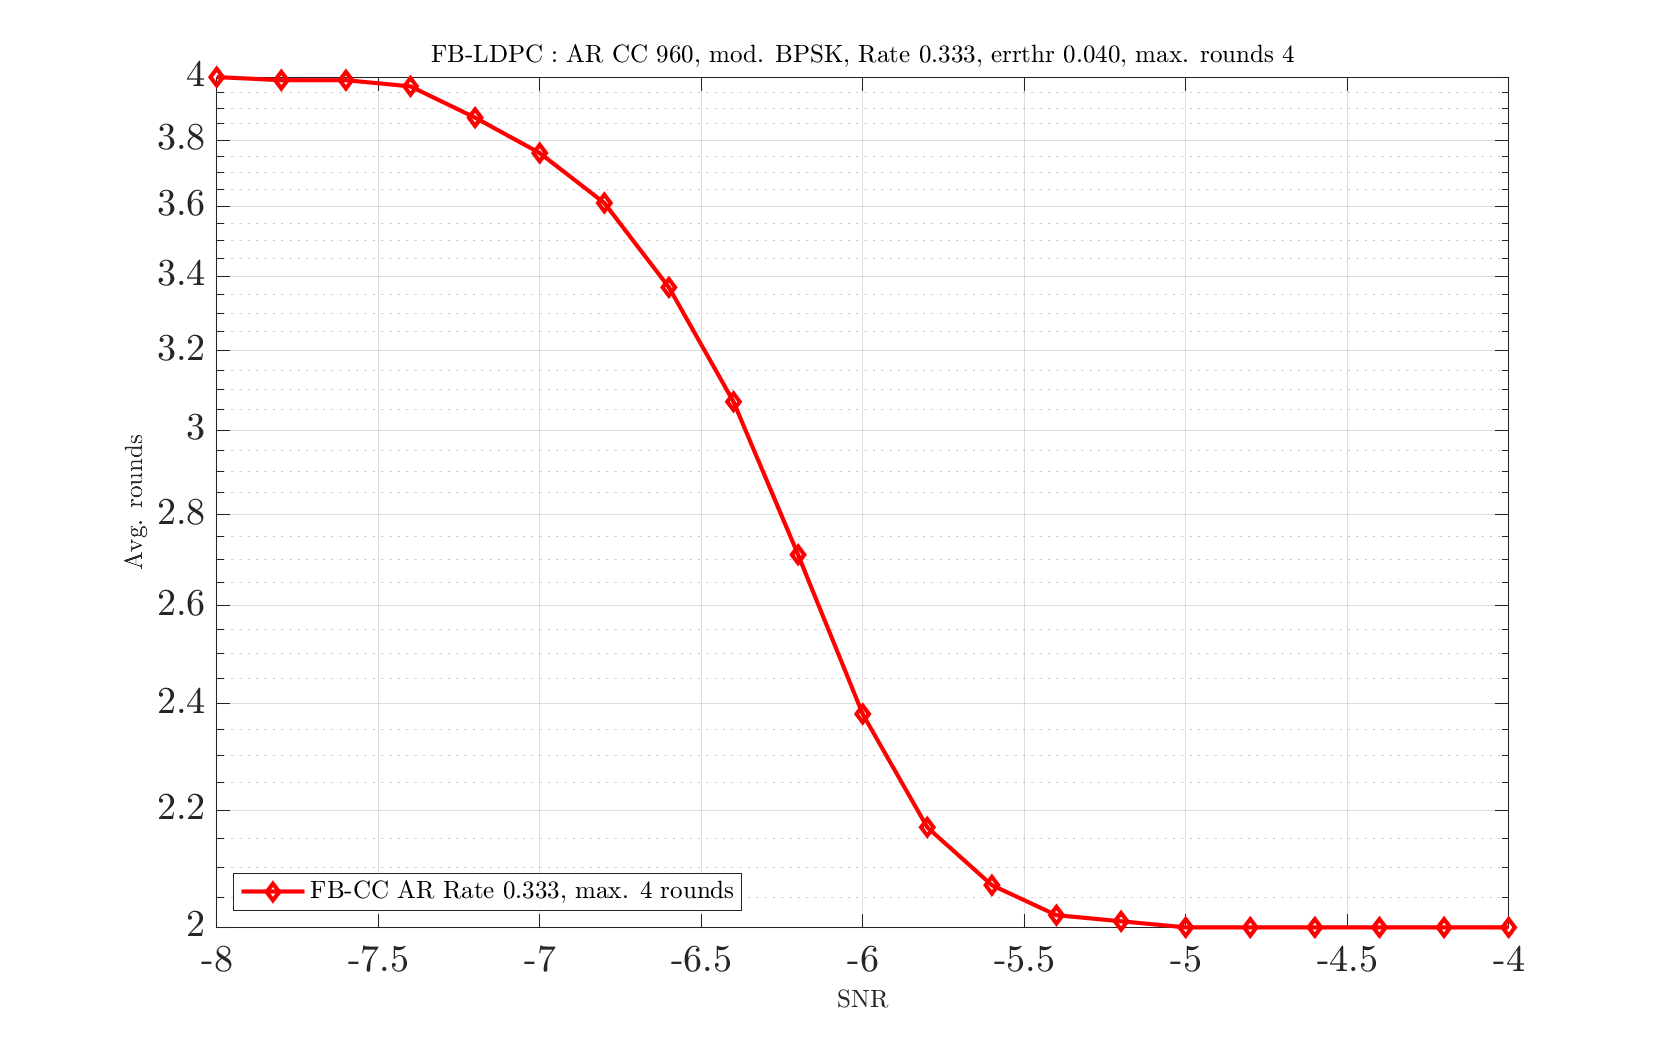 FB-LDPC : AR CC 960, mod. BPSK, Rate 0.333, errthr 0.040, max. rounds 4
4
3.8
3.6
3.4
3.2
3
2.8
2.6
2.4
2.2
2
Avg. rounds
FB-CC AR Rate 0.333, max. 4 rounds
-8 -7.5 -7 -6.5 -6 -5.5 -5 -4.5 -4
SNR